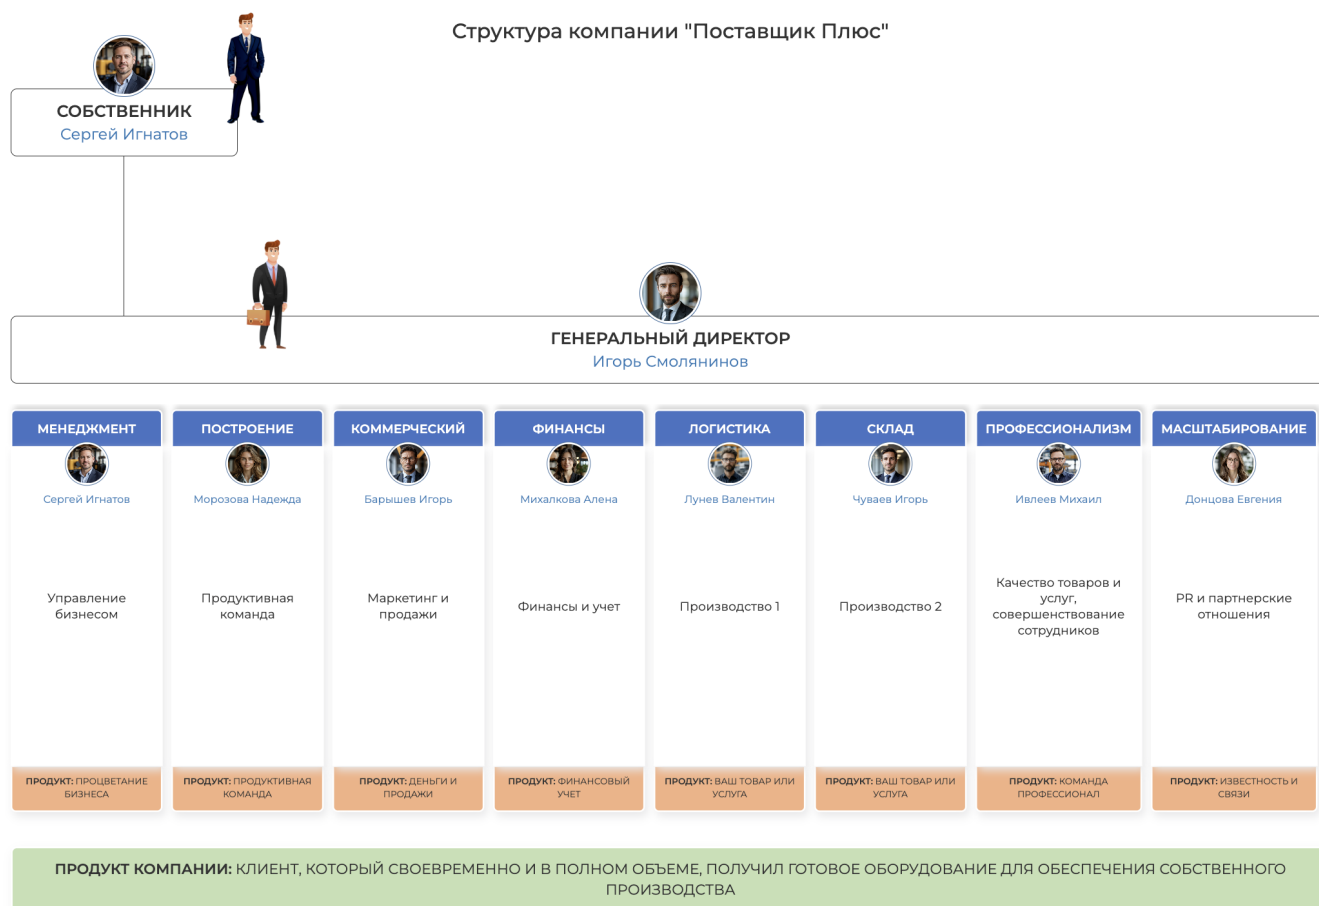 Структура компании "Поставщик Плюс"
СОБСТВЕННИК
Сергей Игнатов
ГЕНЕРАЛЬНЫЙ ДИРЕКТОР
Игорь Смолянинов
МЕНЕДЖМЕНТ
Сергей Игнатов
Управление
бизнесом
ПРОДУКТ: ПРОЦВЕТАНИЕ
БИЗНЕСА
ПОСТРОЕНИЕ
Морозова Надежда
Продуктивная
команда
ПРОДУКТ: ПРОДУКТИВНАЯ
КОМАНДА
КОММЕРЧЕСКИЙ
Барышев Игорь
Маркетинг и
продажи
ПРОДУКТ: ДЕНЬГИ И
ПРОДАЖИ
ФИНАНСЫ
Михалкова Алена
Финансы и учет
ПРОДУКТ: ФИНАНСОВЫЙ
УЧЕТ
ЛОГИСТИКА
Лунев Валентин
Производство 1
ПРОДУКТ: ВАШ ТОВАР ИЛИ
УСЛУГА
СКЛАД
Чуваев Игорь
Производство 2
ПРОДУКТ: ВАШ ТОВАР ИЛИ
УСЛУГА
ПРОФЕССИОНАЛИЗМ
Ивлеев Михаил
Качество товаров и
услуг,
совершенствование
сотрудников
ПРОДУКТ: КОМАНДА
ПРОФЕССИОНАЛ
МАСШТАБИРОВАНИЕ
Донцова Евгения
PR и партнерские
отношения
ПРОДУКТ: ИЗВЕСТНОСТЬ И
СВЯЗИ
ПРОДУКТ КОМПАНИИ: КЛИЕНТ, КОТОРЫЙ СВОЕВРЕМЕННО И В ПОЛНОМ ОБЪЕМЕ, ПОЛУЧИЛ ГОТОВОЕ ОБОРУДОВАНИЕ ДЛЯ ОБЕСПЕЧЕНИЯ СОБСТВЕННОГО
ПРОИЗВОДСТВА